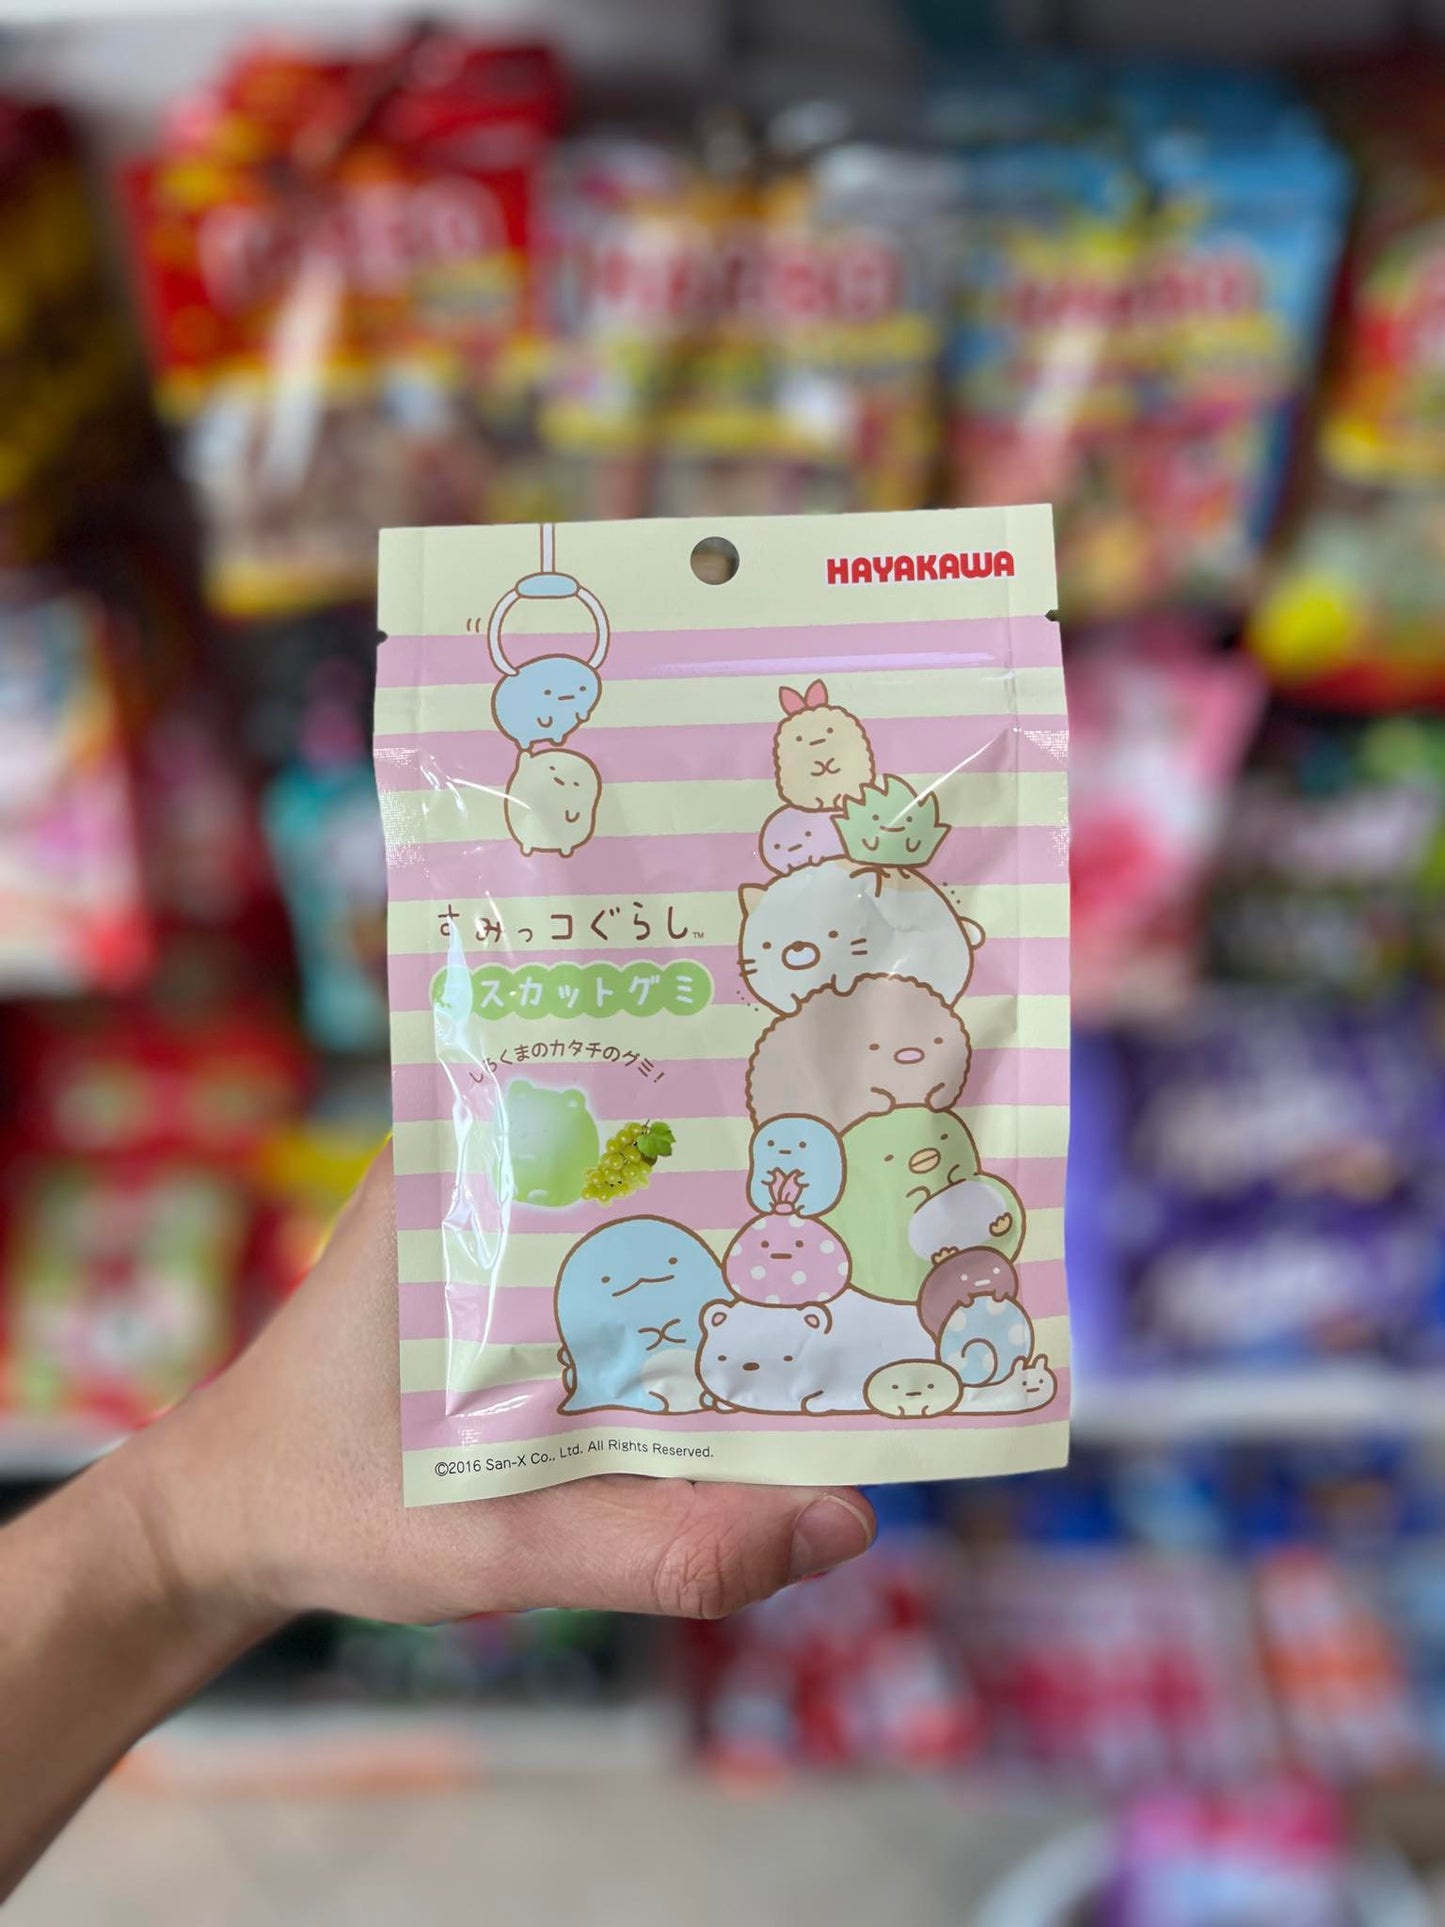 HAYAKAWA
すみっコぐらし™
マスカットグミ
しろくまのカタチのグミ!
©2016 San-X Co., Ltd. All Rights Reserved.